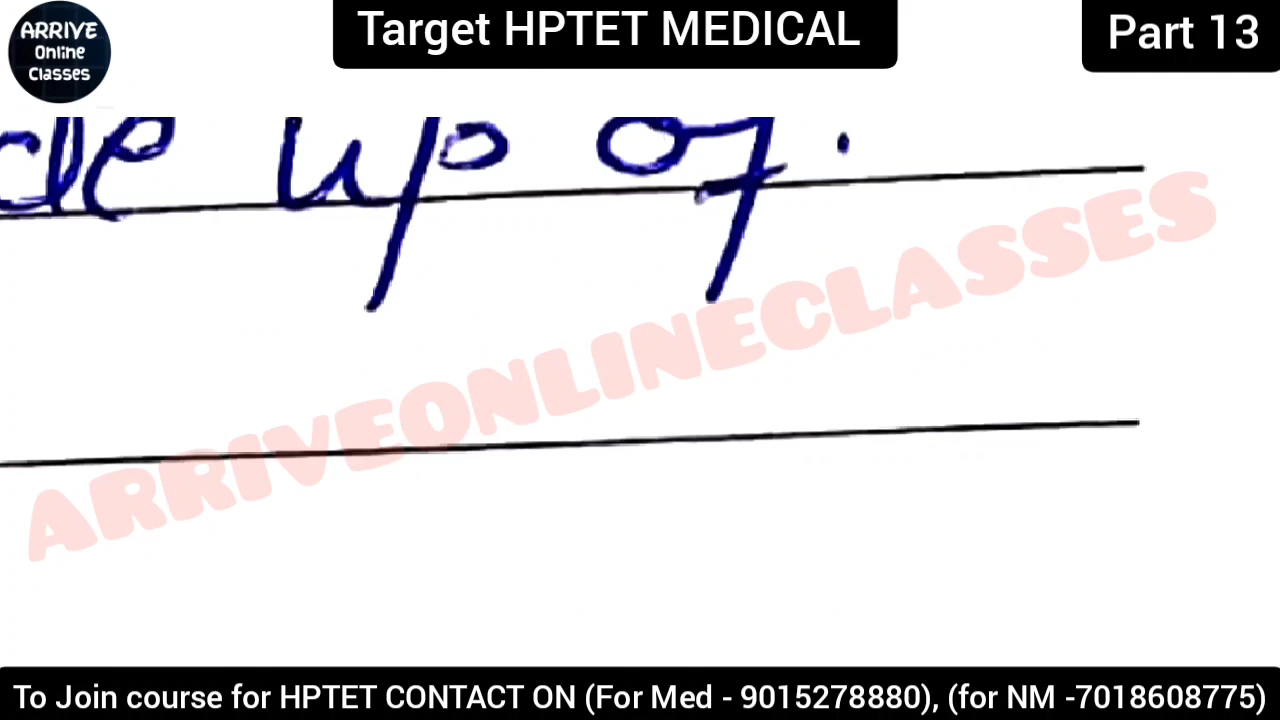 ARRIVE
Online
Classes
Target HPTET MEDICAL
Part 13
de up of.
ARRIVEONLINECLASSES
To Join course for HPTET CONTACT ON (For Med - 9015278880), (for NM -7018608775)